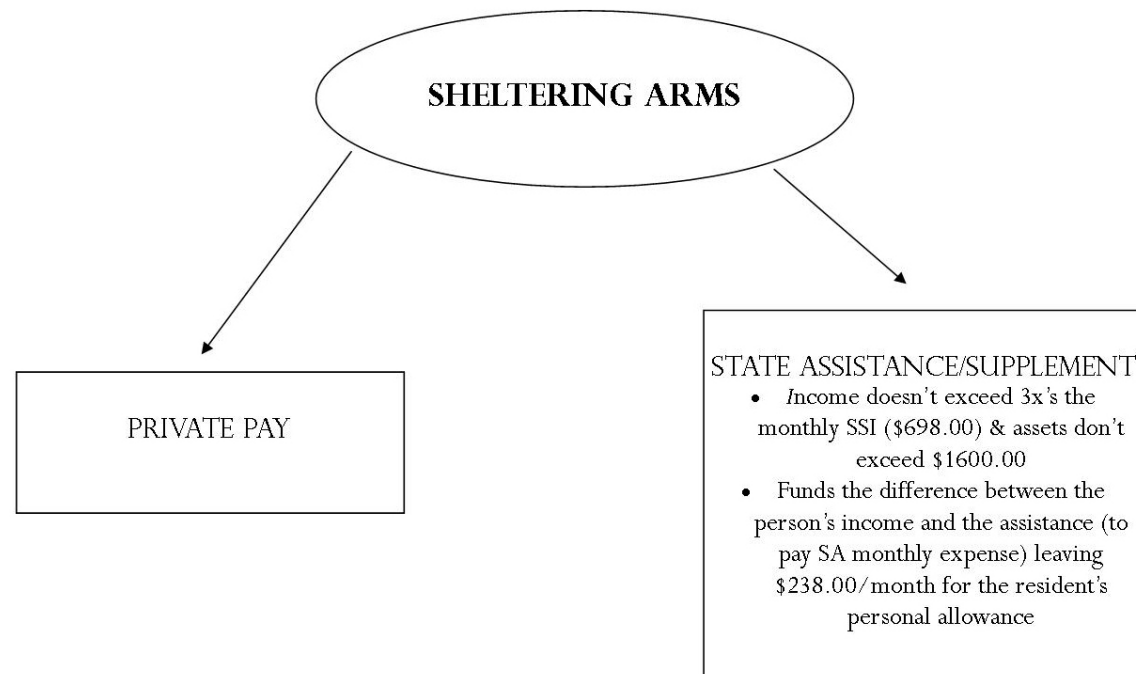 SHELTERING ARMS
PRIVATE PAY
STATE ASSISTANCE/SUPPLEMENT
• Income doesn't exceed 3x's the
monthly SSI ($698.00) & assets don't
exceed $1600.00
• Funds the difference between the
person's income and the assistance (to
pay SA monthly expense) leaving
$238.00/month for the resident's
personal allowance